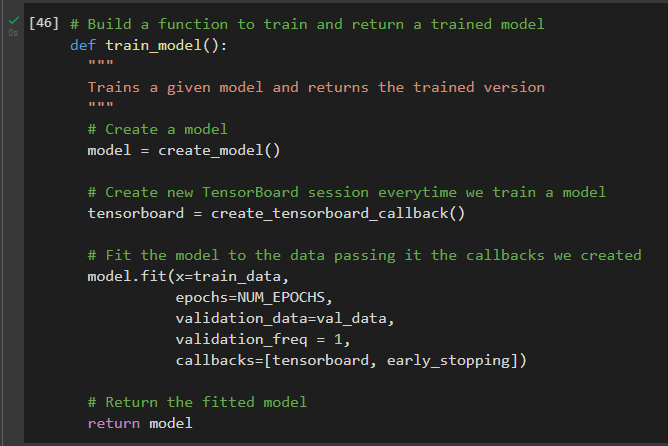 [46] # Build a function to train and return a trained model
0s
def train_model():
"""
Trains a given model and returns the trained version
"""
# Create a model
model = create_model()
# Create new TensorBoard session everytime we train a model
tensorboard = create_tensorboard_callback()
# Fit the model to the data passing it the callbacks we created
model.fit(x=train_data,
epochs=NUM_EPOCHS,
validation_data=val_data,
validation_freq = 1,
callbacks=[tensorboard, early_stopping])
# Return the fitted model
return model